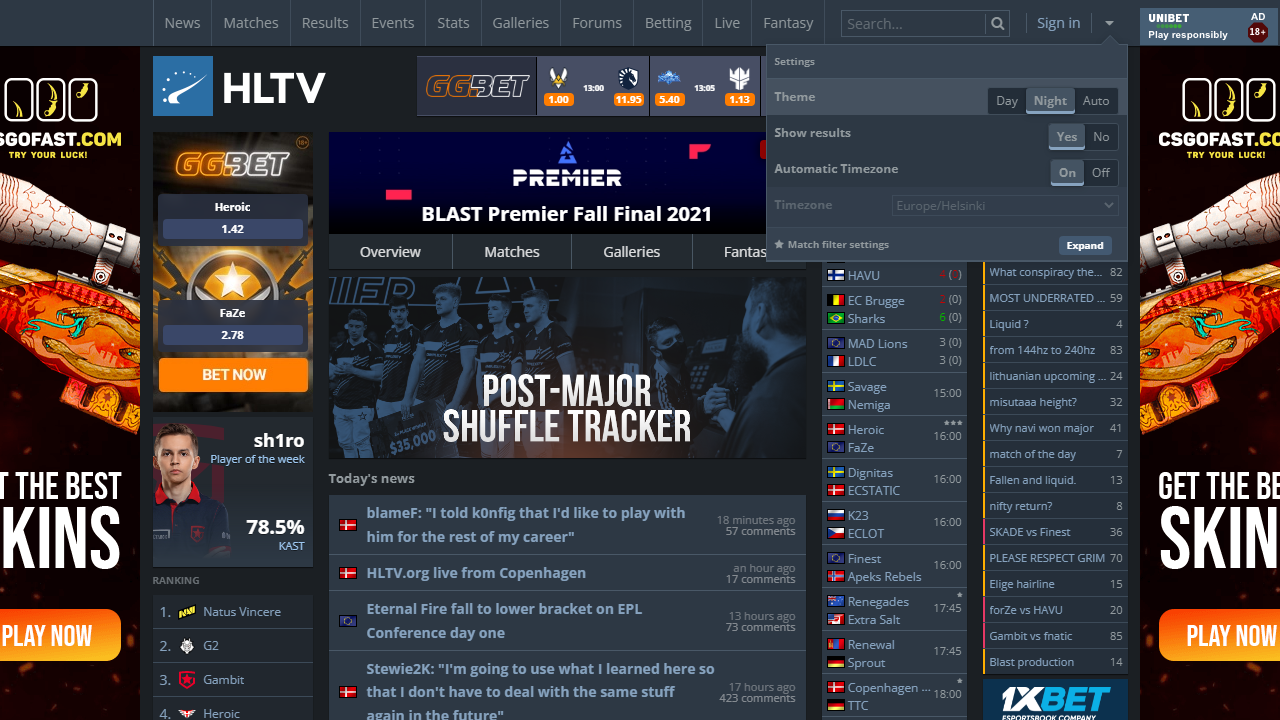 News
Matches
Results
Events
Stats
Galleries
Forums
Betting
Live
Fantasy
Search...
Sign in
UNIBET
Play responsibly
AD
18+
CSGOFAST.COM
TRY YOUR LUCK!
GET THE BEST
SKINS
PLAY NOW
HLTV
GG.BET
13:00
1.00
11.95
13:05
5.40
1.13
Settings
Theme
Day
Night
Auto
Show results
Yes
No
Automatic Timezone
On
Off
Timezone
Europe/Helsinki
Match filter settings
Expand
GG.BET
18+
Heroic
1.42
FaZe
2.78
BET NOW
sh1ro
Player of the week
78.5%
KAST
RANKING
1. Natus Vincere
2. G2
3. Gambit
4. Heroic
PREMIER
BLAST Premier Fall Final 2021
Overview
Matches
Galleries
Fantas
$35,000
POST-MAJOR
SHUFFLE TRACKER
Today's news
blameF: "I told k0nfig that I'd like to play with
him for the rest of my career"
18 minutes ago
57 comments
HLTV.org live from Copenhagen
an hour ago
17 comments
Eternal Fire fall to lower bracket on EPL
Conference day one
13 hours ago
73 comments
Stewie2K: "I'm going to use what I learned here so
that I don't have to deal with the same stuff
again in the future"
17 hours ago
423 comments
HAVU
EC Brugge (0)
Sharks 6 (0)
MAD Lions 3 (0)
LDLC 3 (0)
Savage
Nemiga
15:00
Heroic
FaZe
16:00
Dignitas
ECSTATIC
16:00
K23
ECLOT
16:00
Finest
Apeks Rebels
16:00
Renegades
Extra Salt
17:45
Renewal
Sprout
17:45
Copenhagen ...
TTC
18:00
What conspiracy the... 82
MOST UNDERRATED ... 59
Liquid ? 4
from 144hz to 240hz 83
lithuanian upcoming ... 24
misutaaa height? 32
Why navi won major 41
match of the day 7
Fallen and liquid. 13
nifty return? 8
SKADE vs Finest 36
PLEASE RESPECT GRIM 70
Elige hairline 15
forZe vs HAVU 20
Gambit vs fnatic 85
Blast production 14
1XBET
ESPORTSBOOK COMPANY
GET THE BE
SKIN
PLAY NOW